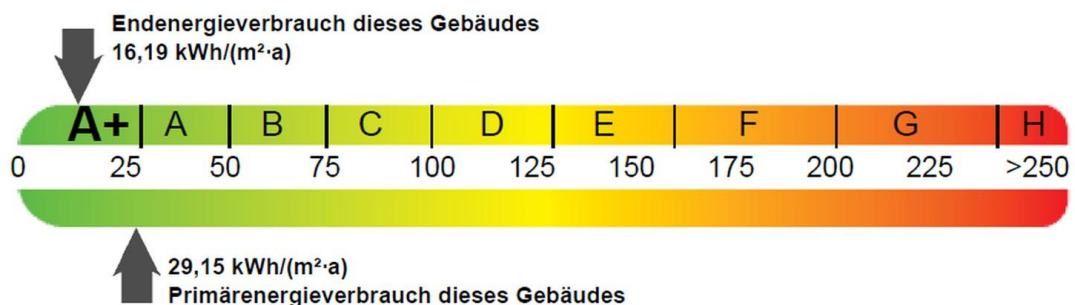 Endenergieverbrauch dieses Gebäudes
16,19 kWh/(m²·a)
A+ A B C D E F G H
0 25 50 75 100 125 150 175 200 225 >250
29,15 kWh/(m²·a)
Primärenergieverbrauch dieses Gebäudes